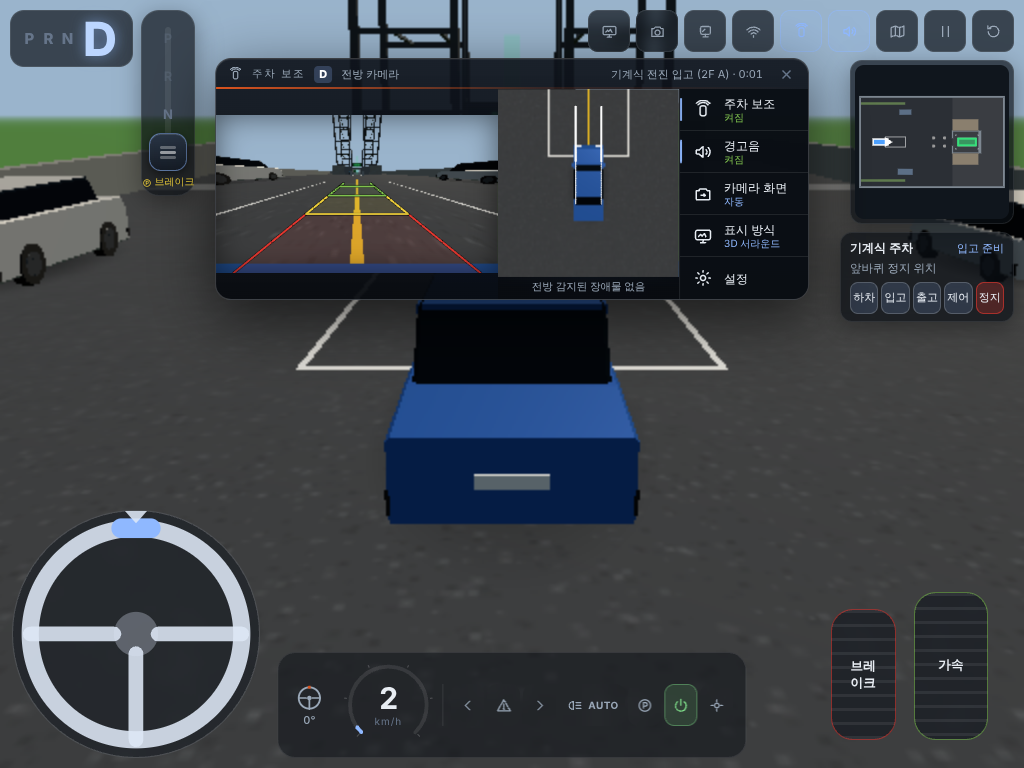 P R N D
P
R
N
Ⓟ 브레이크
주차 보조 D 전방 카메라
기계식 전진 입고 (2F A) · 0:01
주차 보조
켜짐
경고음
켜짐
카메라 화면
자동
표시 방식
3D 서라운드
설정
전방 감지된 장애물 없음
기계식 주차 입고 준비
앞바퀴 정지 위치
하차 입고 출고 제어 정지
0°
2
km/h
AUTO
P
브레
이크
가속